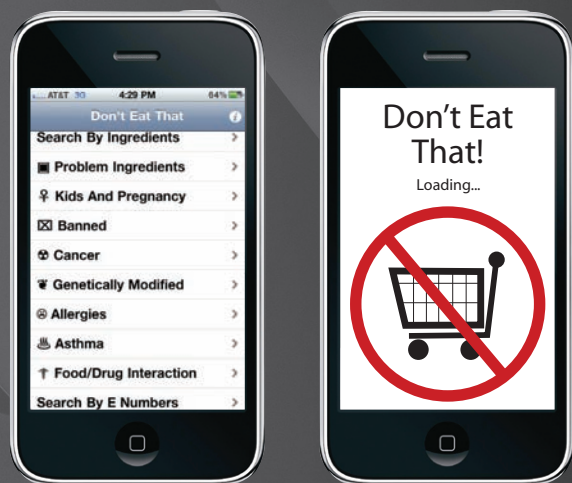 AT&T 3G 4:29 PM 64%
Don't Eat That
Search By Ingredients
Problem Ingredients
Kids And Pregnancy
Banned
Cancer
Genetically Modified
Allergies
Asthma
Food/Drug Interaction
Search By E Numbers
Don't Eat
That!
Loading...